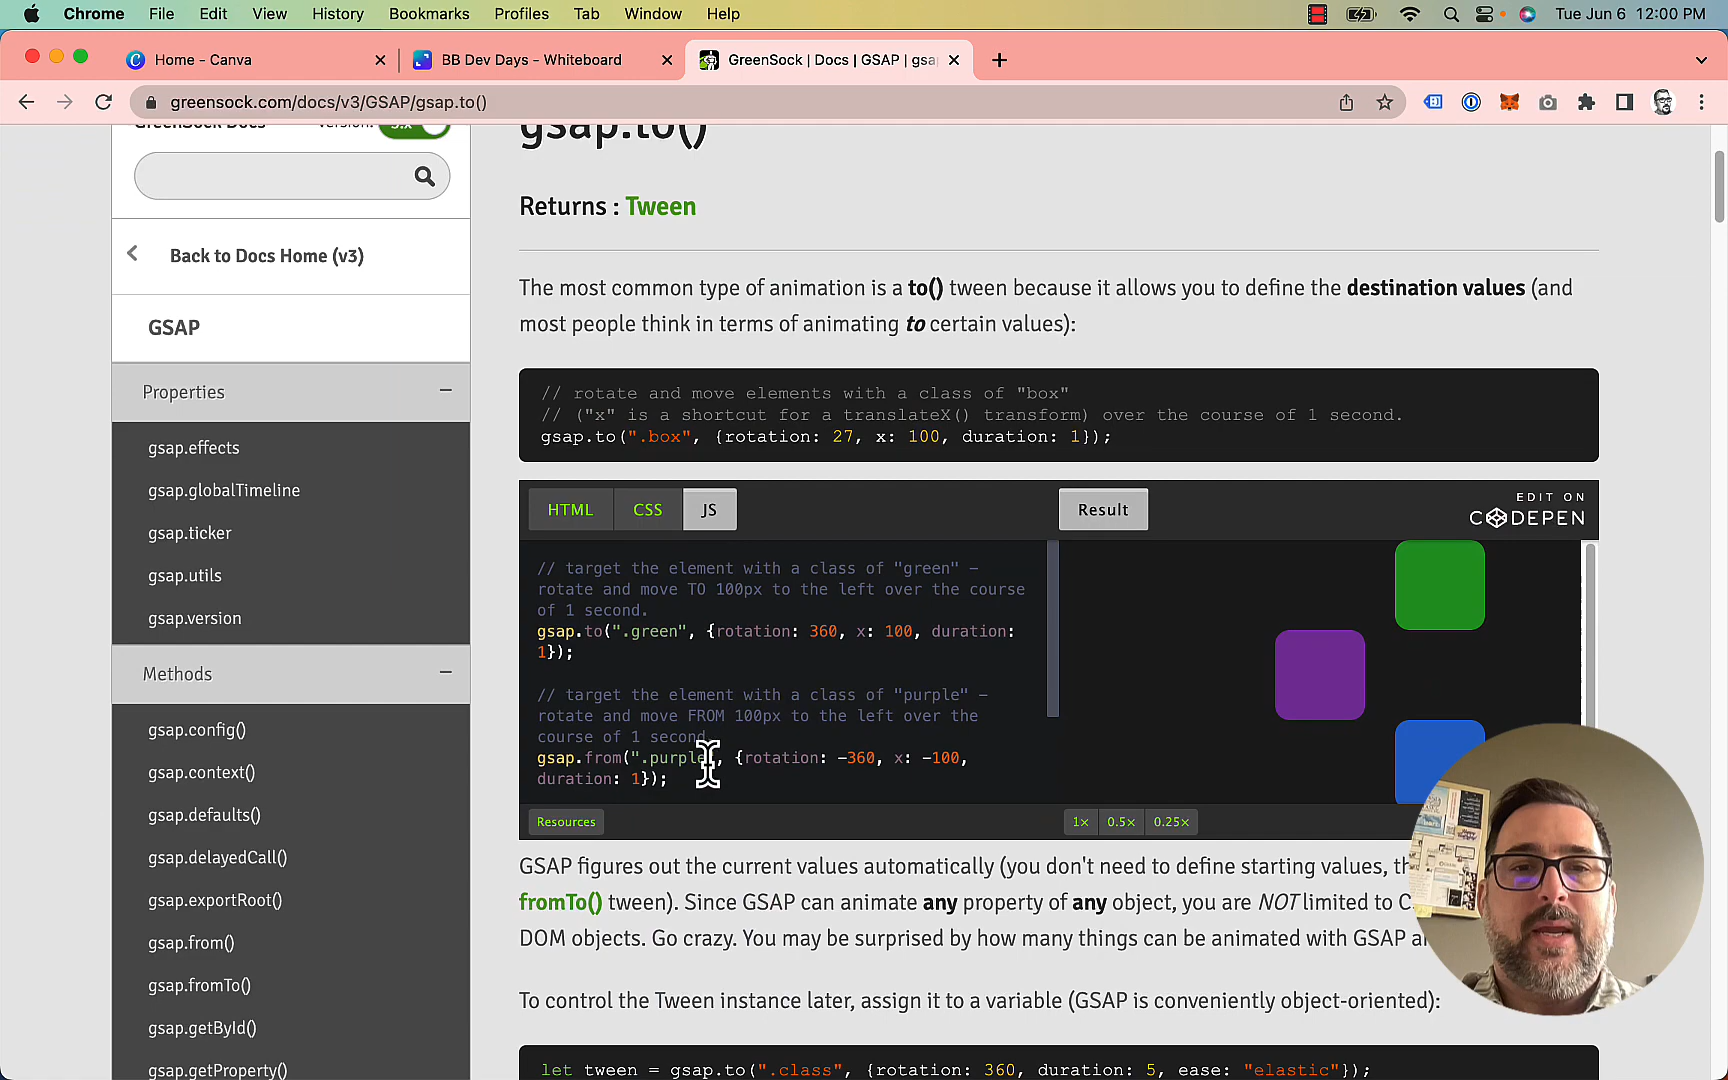 Chrome File Edit View History Bookmarks Profiles Tab Window Help Tue Jun 6 12:00 PM
Home - Canva BB Dev Days - Whiteboard GreenSock | Docs | GSAP | gsa
greensock.com/docs/v3/GSAP/gsap.to()
GreenSock Docs
gsap.to()
Returns : Tween
Back to Docs Home (v3)
The most common type of animation is a to() tween because it allows you to define the destination values (and
most people think in terms of animating to certain values):
GSAP
Properties
gsap.effects
gsap.globalTimeline
gsap.ticker
gsap.utils
gsap.version
Methods
gsap.config()
gsap.context()
gsap.defaults()
gsap.delayedCall()
gsap.exportRoot()
gsap.from()
gsap.fromTo()
gsap.getById()
gsap.getProperty()
// rotate and move elements with a class of "box"
// ("x" is a shortcut for a translateX() transform) over the course of 1 second.
gsap.to(".box", {rotation: 27, x: 100, duration: 1});
HTML CSS JS Result EDIT ON
CODEPEN
// target the element with a class of "green" -
rotate and move TO 100px to the left over the course
of 1 second.
gsap.to(".green", {rotation: 360, x: 100, duration:
1});
// target the element with a class of "purple" -
rotate and move FROM 100px to the left over the
course of 1 second.
gsap.from(".purple", {rotation: -360, x: -100,
duration: 1});
Resources 1× 0.5× 0.25×
GSAP figures out the current values automatically (you don't need to define starting values,
fromTo() tween). Since GSAP can animate any property of any object, you are NOT limited to
DOM objects. Go crazy. You may be surprised by how many things can be animated with GSAP
To control the Tween instance later, assign it to a variable (GSAP is conveniently object-oriented):
let tween = gsap.to(".class", {rotation: 360, duration: 5, ease: "elastic"});